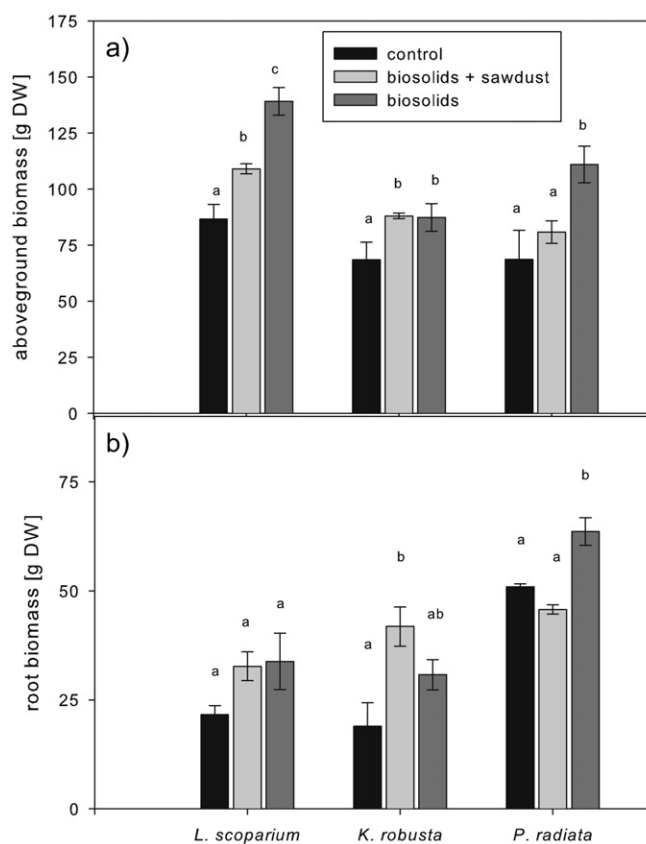 a)
control
biosolids + sawdust
biosolids
aboveground biomass [g DW]
175
150
125
100
75
50
25
0
a
b
c
a
b
b
a
a
b
b)
root biomass [g DW]
75
50
25
0
a
a
a
a
b
ab
a
a
b
L. scoparium
K. robusta
P. radiata